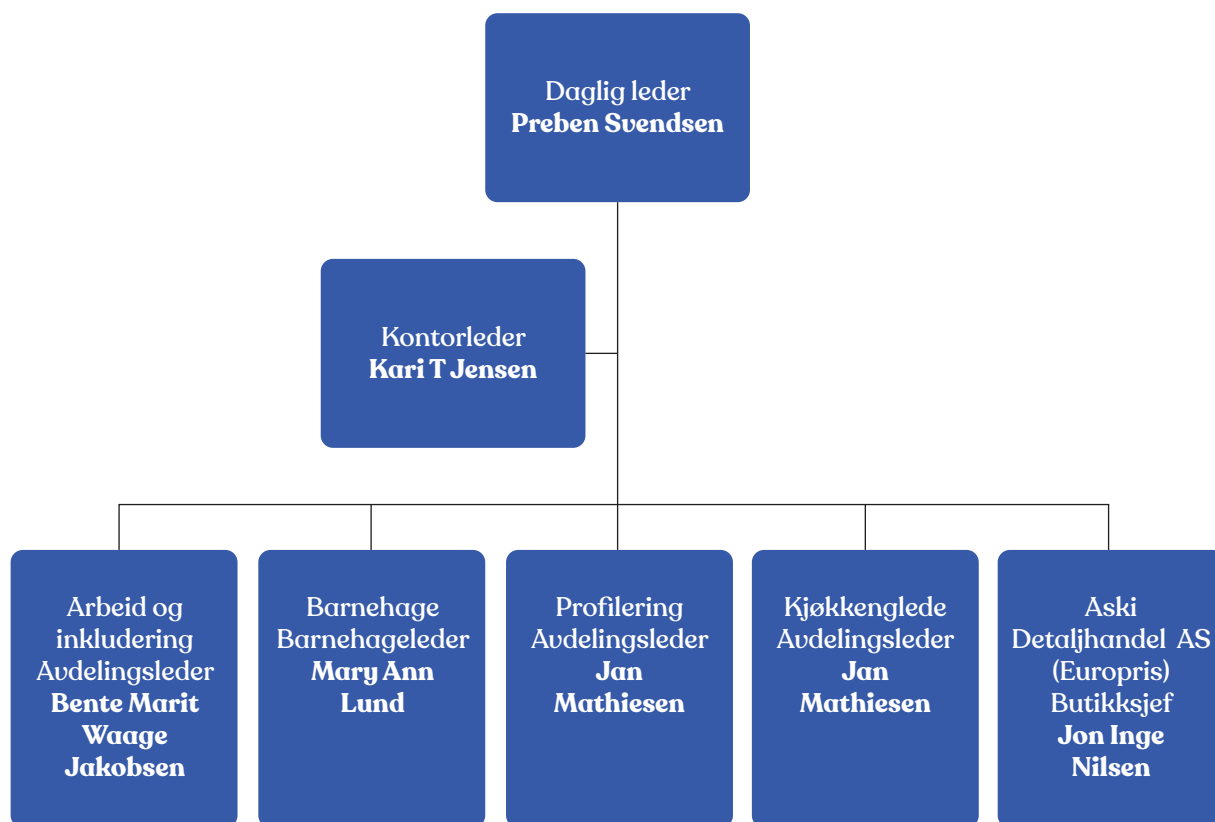 Daglig leder
Preben Svendsen
Kontorleder
Kari T Jensen
Arbeid og
inkludering
Avdelingsleder
Bente Marit
Waage
Jakobsen
Barnehage
Barnehageleder
Mary Ann
Lund
Profilering
Avdelingsleder
Jan
Mathiesen
Kjøkkenglede
Avdelingsleder
Jan
Mathiesen
Aski
Detaljhandel AS
(Europris)
Butikksjef
Jon Inge
Nilsen